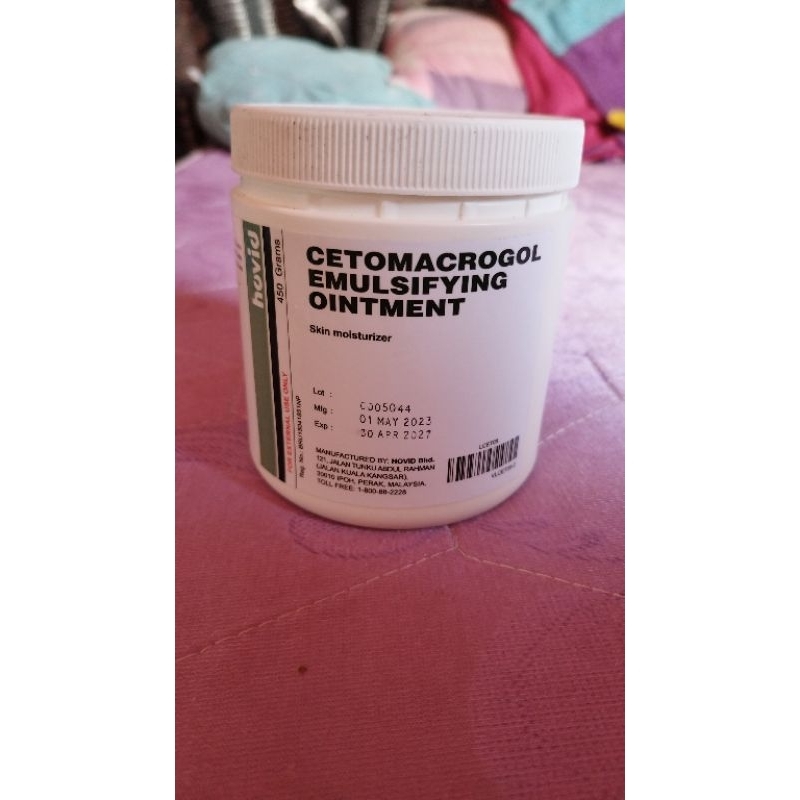 hovid
450 Grams
FOR EXTERNAL USE ONLY
CETOMACROGOL
EMULSIFYING
OINTMENT
Skin moisturizer
Lot :
Mfg :
Exp :
C005044
01 MAY 2023
30 APR 2027
MANUFACTURED BY: HOVID Bhd.
121, JALAN TUNKU ABDUL RAHMAN
(JALAN KUALA KANGSAR),
30010 IPOH, PERAK, MALAYSIA.
TOLL FREE: 1-800-88-2228
Reg. No.: